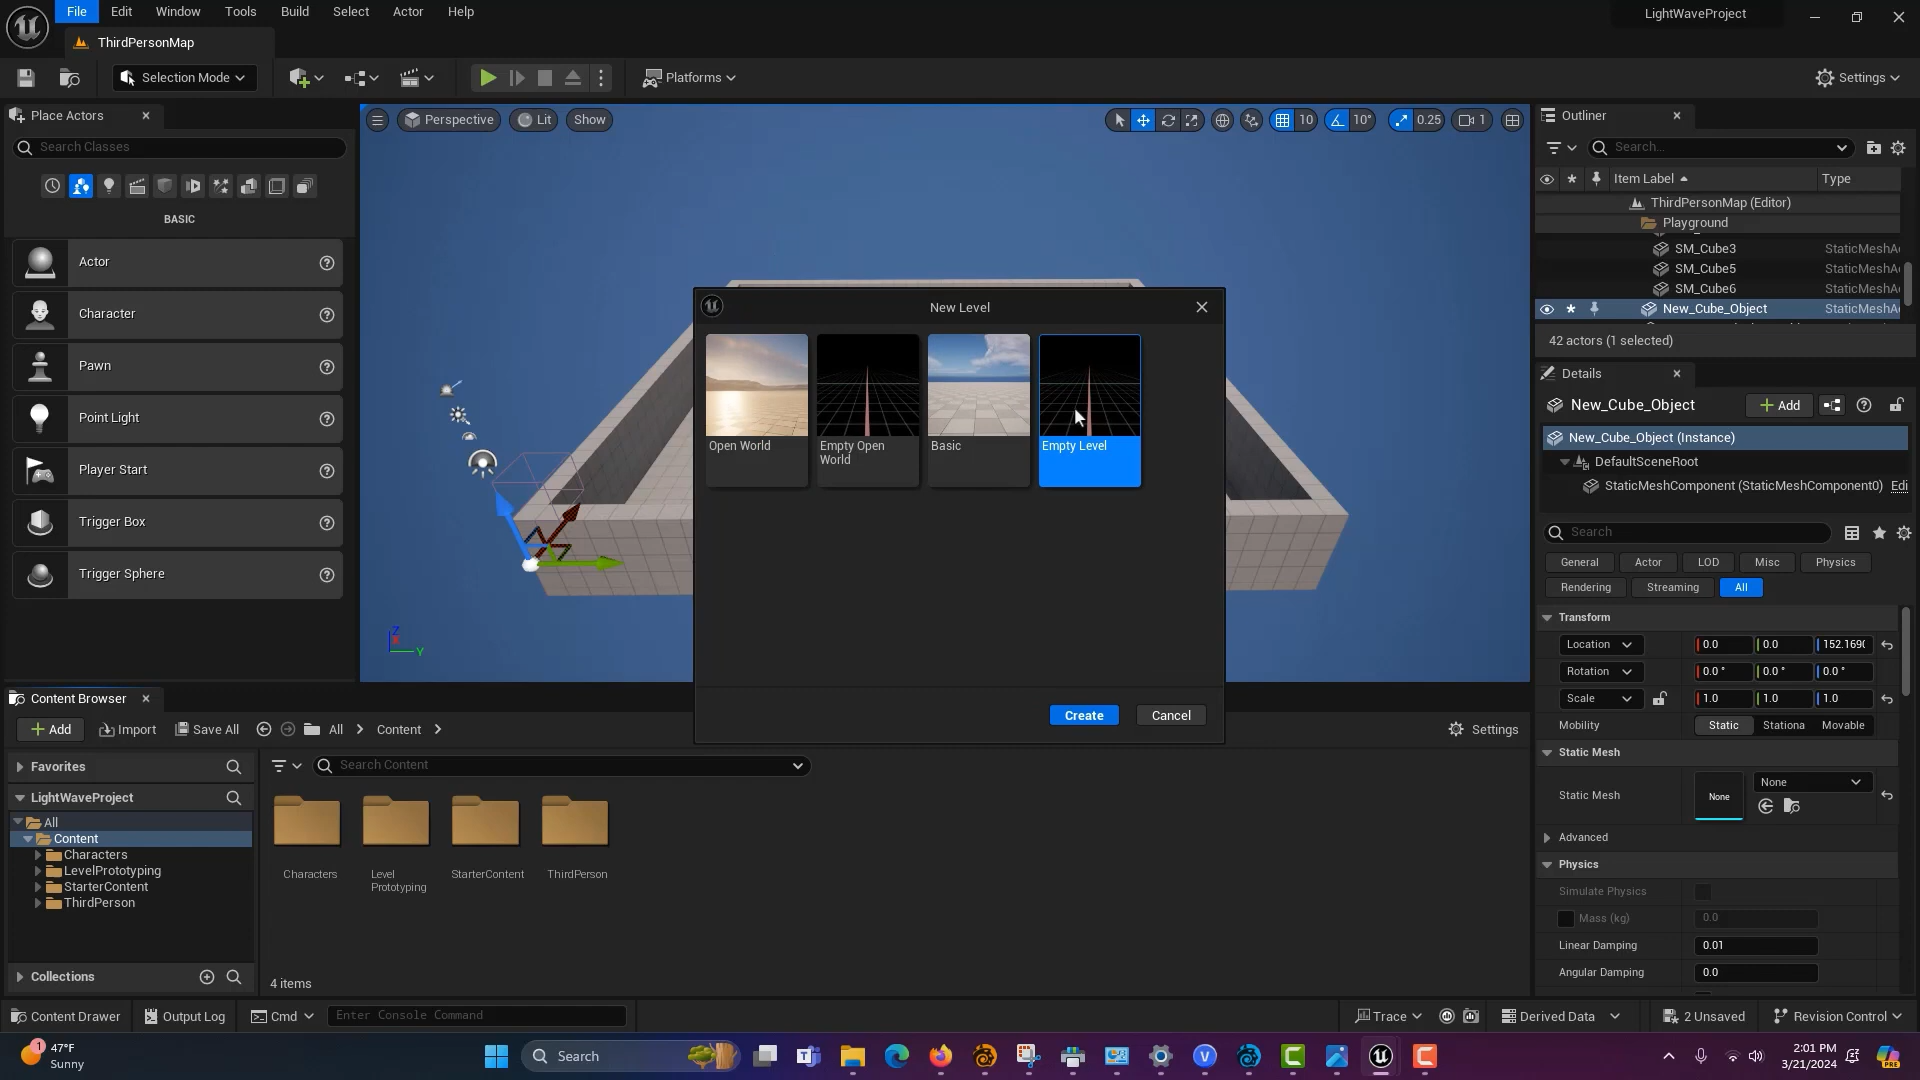 File Edit Window Tools Build Select Actor Help
LightWaveProject
ThirdPersonMap
Selection Mode
Platforms
Settings
Place Actors
Search Classes
BASIC
Actor
Character
Pawn
Point Light
Player Start
Trigger Box
Trigger Sphere
Perspective Lit Show
10 10° 0.25 1
Z
Y
New Level
Open World
Empty Open World
Basic
Empty Level
Create Cancel
Outliner
Search...
Item Label Type
ThirdPersonMap (Editor)
Playground
SM_Cube3 StaticMeshA
SM_Cube5 StaticMeshA
SM_Cube6 StaticMeshA
New_Cube_Object StaticMeshA
42 actors (1 selected)
Details
New_Cube_Object Add
New_Cube_Object (Instance)
DefaultSceneRoot
StaticMeshComponent (StaticMeshComponent0) Edi
Search
General Actor LOD Misc Physics
Rendering Streaming All
Transform
Location 0.0 0.0 152.169
Rotation 0.0 ° 0.0 ° 0.0 °
Scale 1.0 1.0 1.0
Mobility Static Stationa Movable
Static Mesh
Static Mesh None None
Advanced
Physics
Simulate Physics
Mass (kg) 0.0
Linear Damping 0.01
Angular Damping 0.0
Content Browser
Add Import Save All All Content Settings
Favorites
Search Content
LightWaveProject
All
Content
Characters
LevelPrototyping
StarterContent
ThirdPerson
Collections
Characters
Level Prototyping
StarterContent
ThirdPerson
4 items
Content Drawer Output Log Cmd Enter Console Command
Trace Derived Data 2 Unsaved Revision Control
1
47°F
Sunny
Search
2:01 PM
3/21/2024
PRE